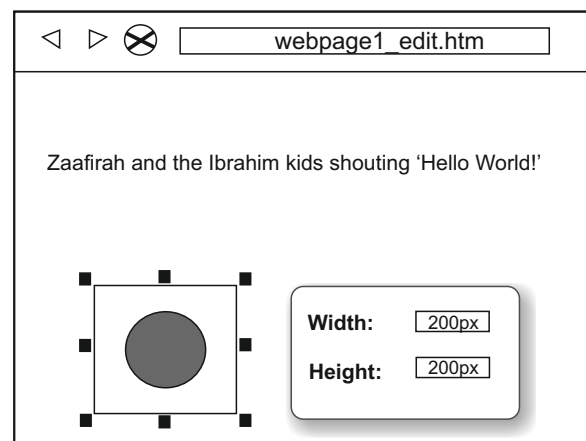 webpage1_edit.htm
Zaafirah and the Ibrahim kids shouting ‘Hello World!’
Width: 200px
Height: 200px